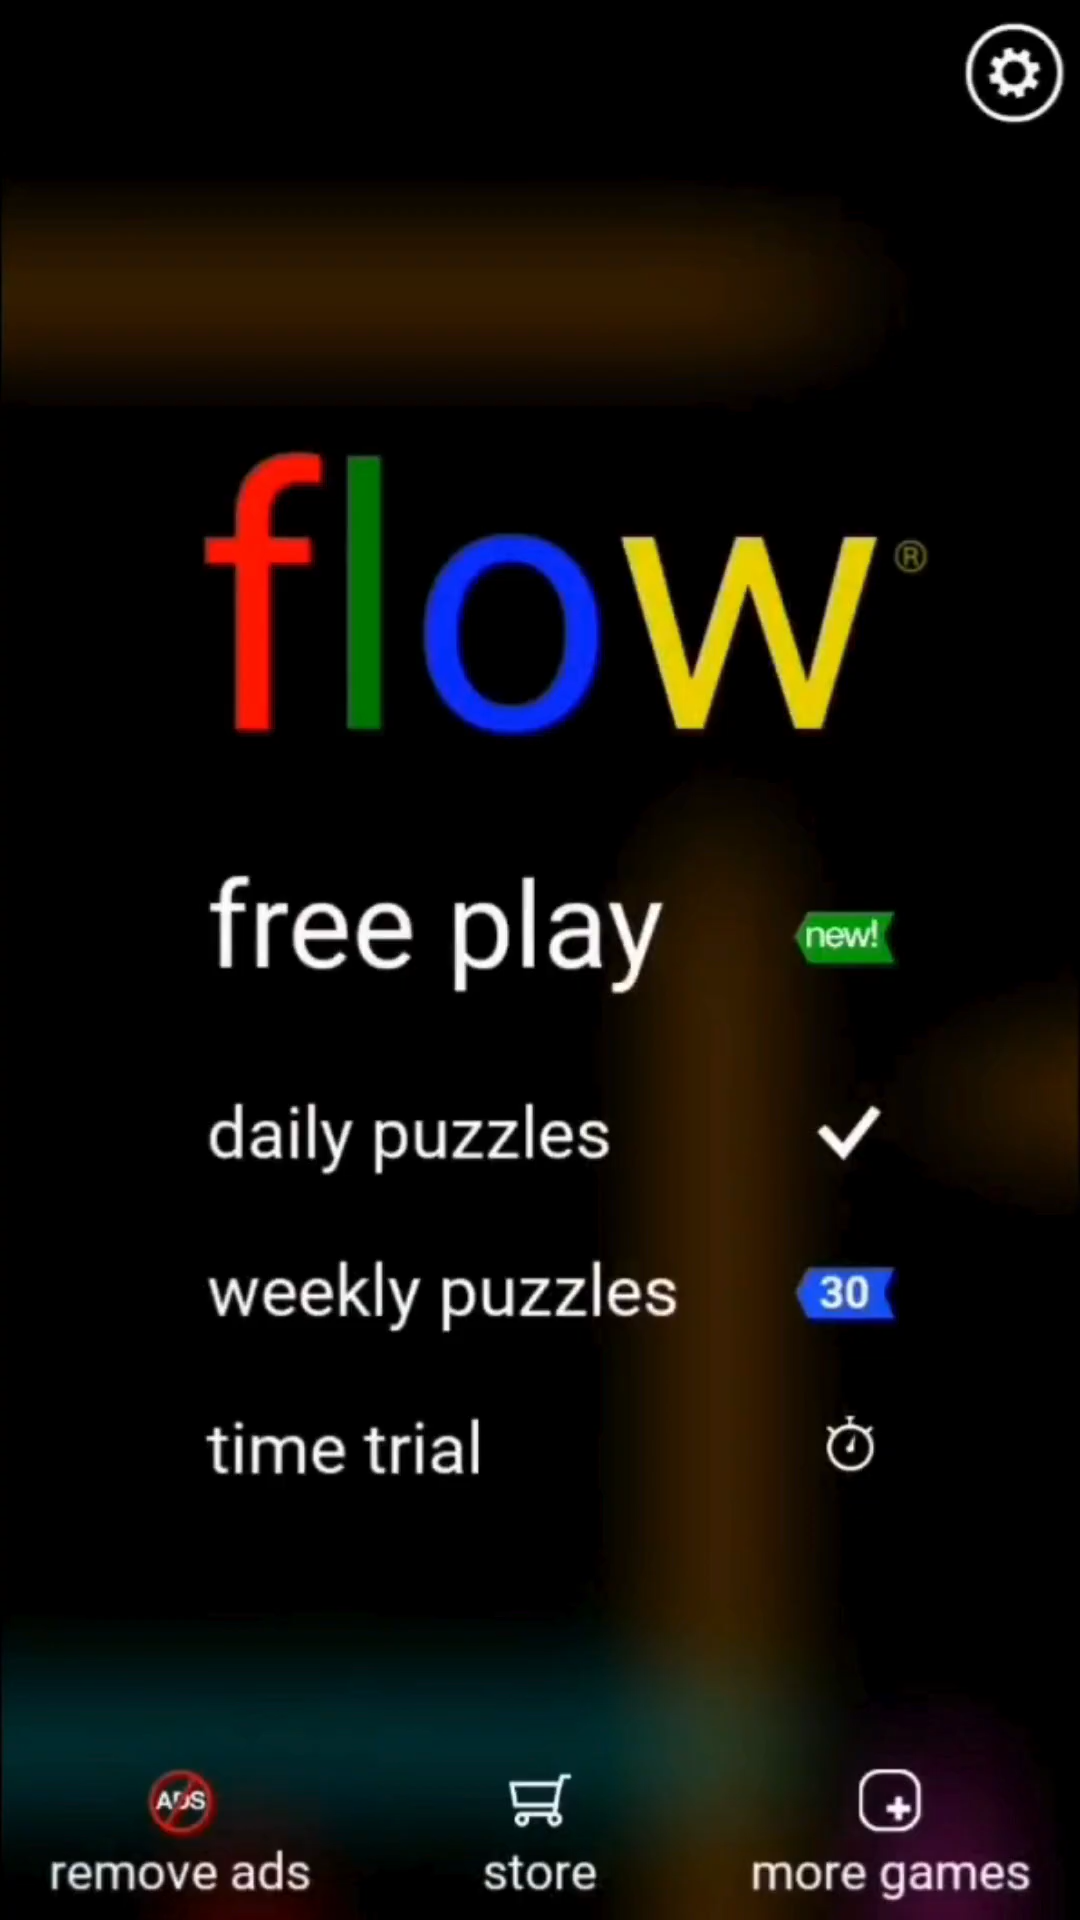 flow®
free play new!
daily puzzles
weekly puzzles 30
time trial
ADS
remove ads store more games